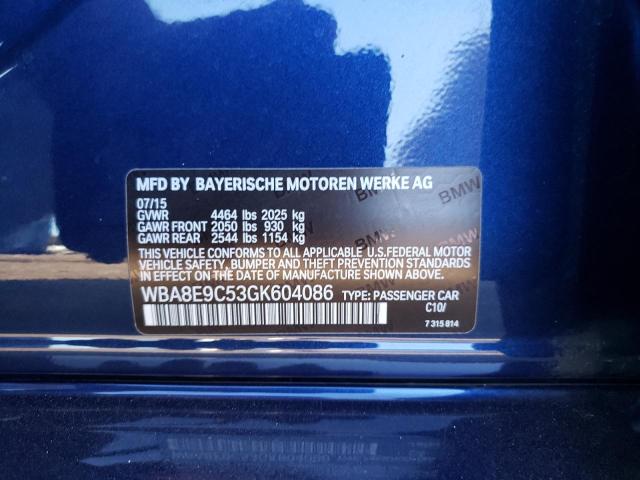 MFD BY BAYERISCHE MOTOREN WERKE AG
07/15
GVWR 4464 lbs 2025 kg
GAWR FRONT 2050 lbs 930 kg
GAWR REAR 2544 lbs 1154 kg
THIS VEHICLE CONFORMS TO ALL APPLICABLE U.S.FEDERAL MOTOR
VEHICLE SAFETY, BUMPER AND THEFT PREVENTION STANDARDS
IN EFFECT ON THE DATE OF MANUFACTURE SHOWN ABOVE.
WBA8E9C53GK604086 TYPE: PASSENGER CAR
C10/
7 315 814
BMW
BMW
BMW